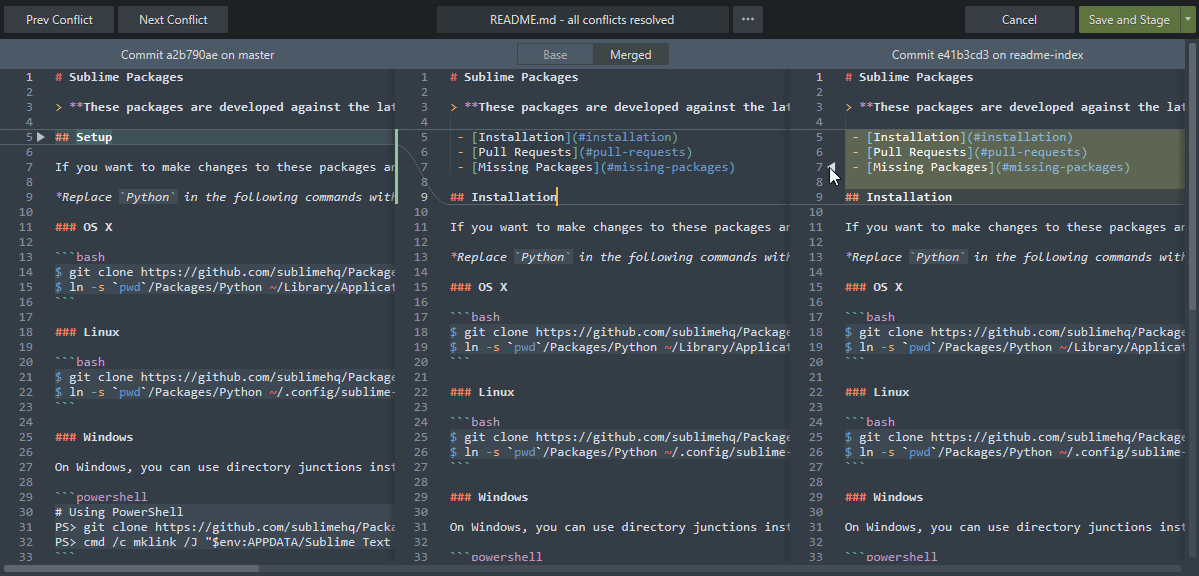 Prev Conflict Next Conflict README.md - all conflicts resolved ••• Cancel Save and Stage
Commit a2b790ae on master Base Merged Commit e41b3cd3 on readme-index
1 # Sublime Packages
2
3 > **These packages are developed against the lat
4
5 ## Setup
6
7 If you want to make changes to these packages an
8
9 *Replace `Python` in the following commands with
10
11 ### OS X
12
13 ```bash
14 $ git clone https://github.com/sublimehq/Package
15 $ ln -s `pwd`/Packages/Python ~/Library/Applicat
16 ```
17
18 ### Linux
19
20 ```bash
21 $ git clone https://github.com/sublimehq/Package
22 $ ln -s `pwd`/Packages/Python ~/.config/sublime-
23 ```
24
25 ### Windows
26
27 On Windows, you can use directory junctions inst
28
29 ```powershell
30 # Using PowerShell
31 PS> git clone https://github.com/sublimehq/Packa
32 PS> cmd /c mklink /J "$env:APPDATA/Sublime Text
33 ```
1 # Sublime Packages
2
3 > **These packages are developed against the lat
4
5 - [Installation](#installation)
6 - [Pull Requests](#pull-requests)
7 - [Missing Packages](#missing-packages)
8
9 ## Installation
10
11 If you want to make changes to these packages an
12
13 *Replace `Python` in the following commands with
14
15 ### OS X
16
17 ```bash
18 $ git clone https://github.com/sublimehq/Package
19 $ ln -s `pwd`/Packages/Python ~/Library/Applicat
20 ```
21
22 ### Linux
23
24 ```bash
25 $ git clone https://github.com/sublimehq/Package
26 $ ln -s `pwd`/Packages/Python ~/.config/sublime-
27 ```
28
29 ### Windows
30
31 On Windows, you can use directory junctions inst
32
33 ```powershell
1 # Sublime Packages
2
3 > **These packages are developed against the lat
4
5 - [Installation](#installation)
6 - [Pull Requests](#pull-requests)
7 - [Missing Packages](#missing-packages)
8
9 ## Installation
10
11 If you want to make changes to these packages an
12
13 *Replace `Python` in the following commands with
14
15 ### OS X
16
17 ```bash
18 $ git clone https://github.com/sublimehq/Package
19 $ ln -s `pwd`/Packages/Python ~/Library/Applicat
20 ```
21
22 ### Linux
23
24 ```bash
25 $ git clone https://github.com/sublimehq/Package
26 $ ln -s `pwd`/Packages/Python ~/.config/sublime-
27 ```
28
29 ### Windows
30
31 On Windows, you can use directory junctions inst
32
33 ```powershell